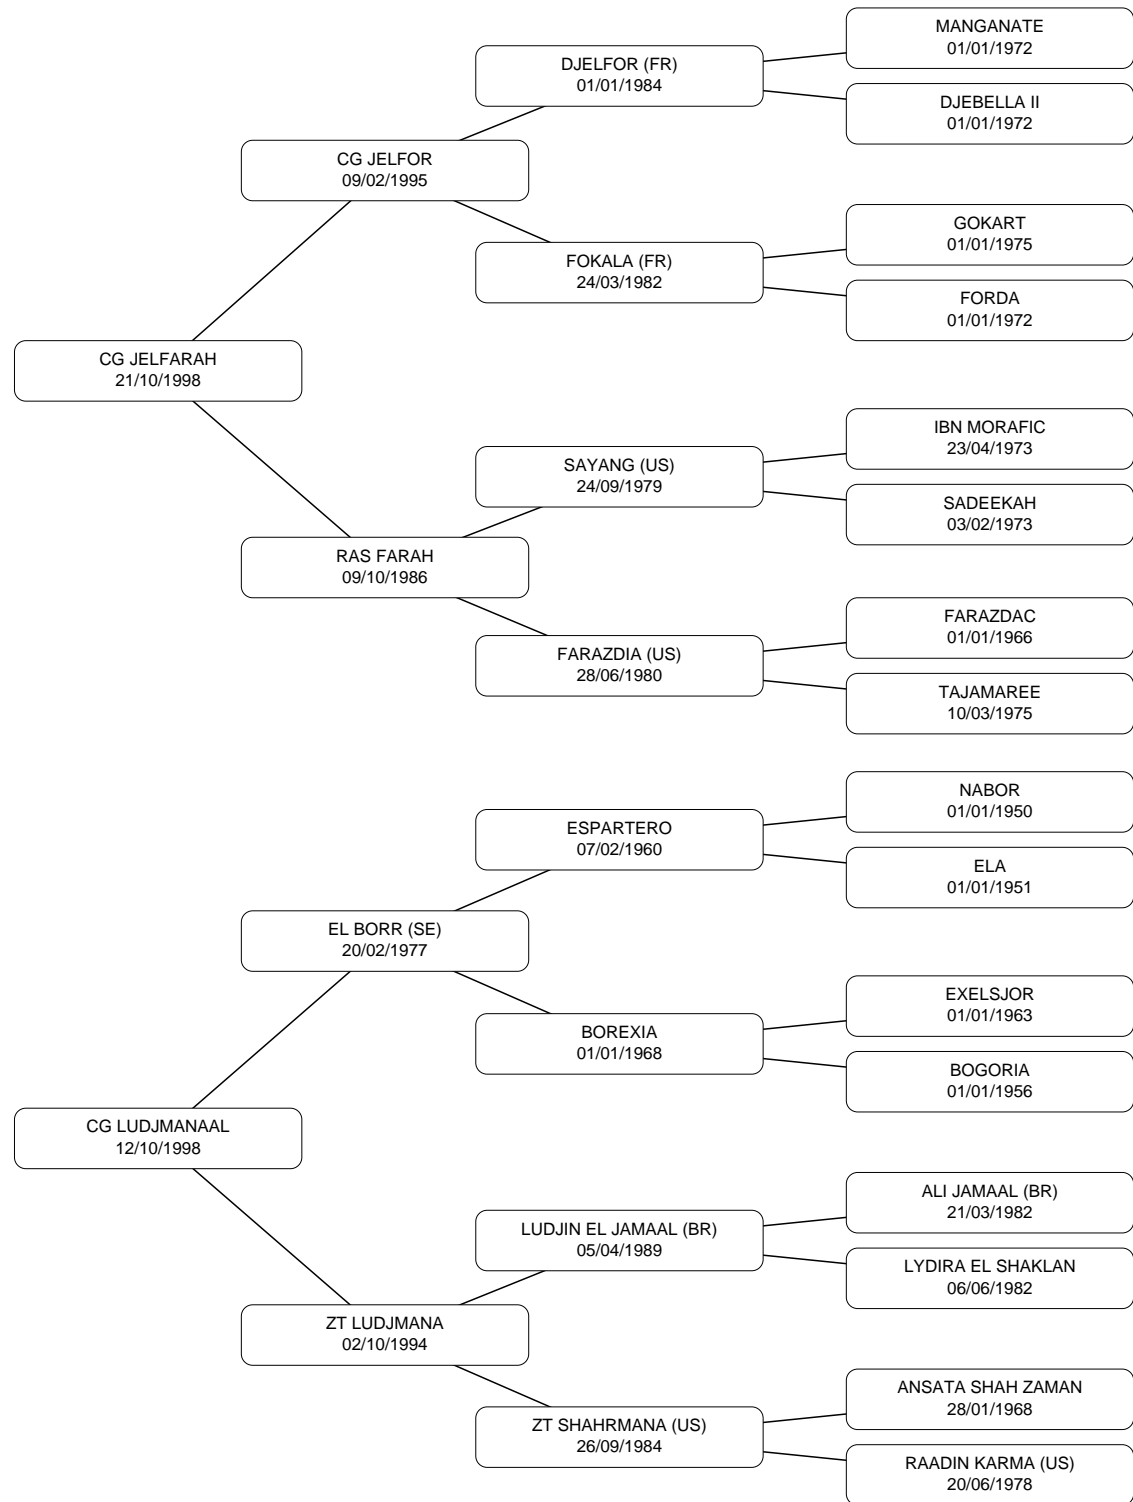 MANGANATE
01/01/1972
DJELFOR (FR)
01/01/1984
DJEBELLA II
01/01/1972
CG JELFOR
09/02/1995
GOKART
01/01/1975
FOKALA (FR)
24/03/1982
FORDA
01/01/1972
CG JELFARAH
21/10/1998
IBN MORAFIC
23/04/1973
SAYANG (US)
24/09/1979
SADEEKAH
03/02/1973
RAS FARAH
09/10/1986
FARAZDAC
01/01/1966
FARAZDIA (US)
28/06/1980
TAJAMAREE
10/03/1975
NABOR
01/01/1950
ESPARTERO
07/02/1960
ELA
01/01/1951
EL BORR (SE)
20/02/1977
EXELSJOR
01/01/1963
BOREXIA
01/01/1968
BOGORIA
01/01/1956
CG LUDJMANAAL
12/10/1998
ALI JAMAAL (BR)
21/03/1982
LUDJIN EL JAMAAL (BR)
05/04/1989
LYDIRA EL SHAKLAN
06/06/1982
ZT LUDJMANA
02/10/1994
ANSATA SHAH ZAMAN
28/01/1968
ZT SHAHRMANA (US)
26/09/1984
RAADIN KARMA (US)
20/06/1978